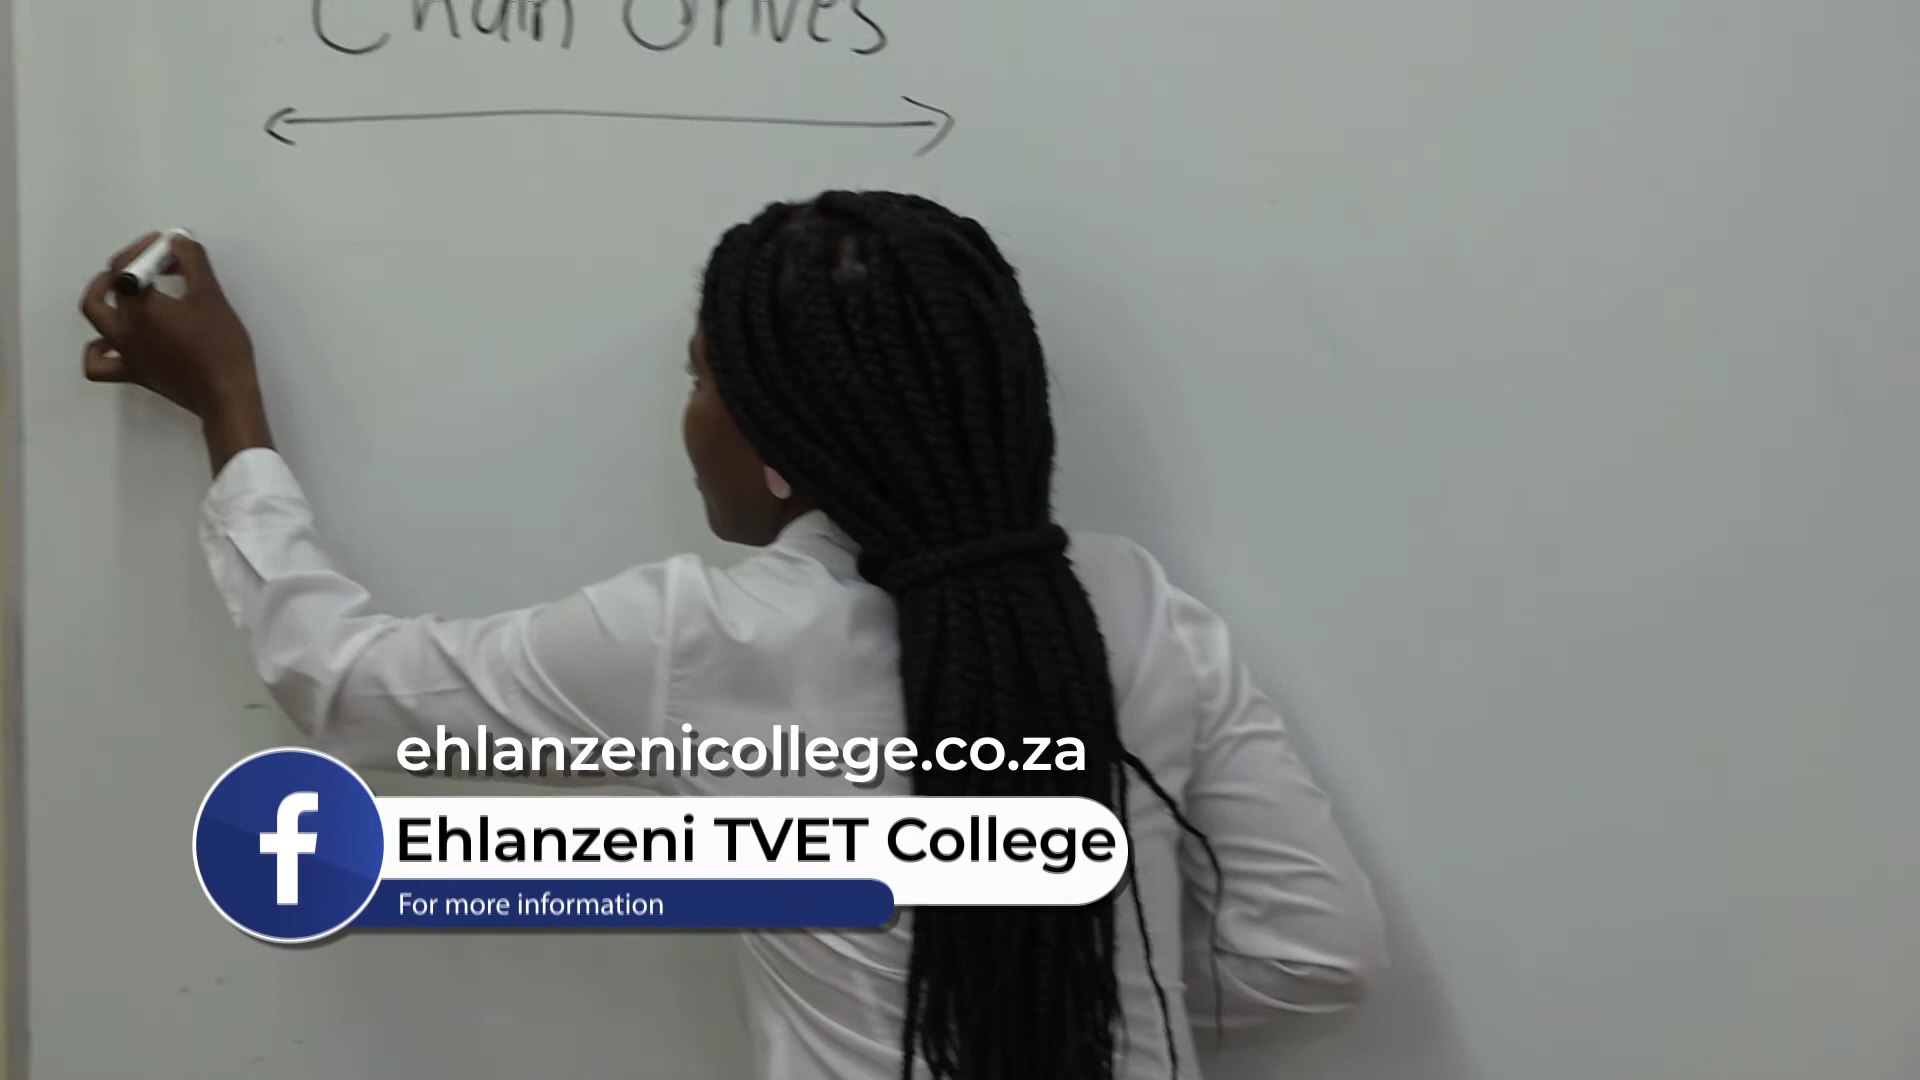 Chain Drives
ehlanzenicollege.co.za
Ehlanzeni TVET College
For more information